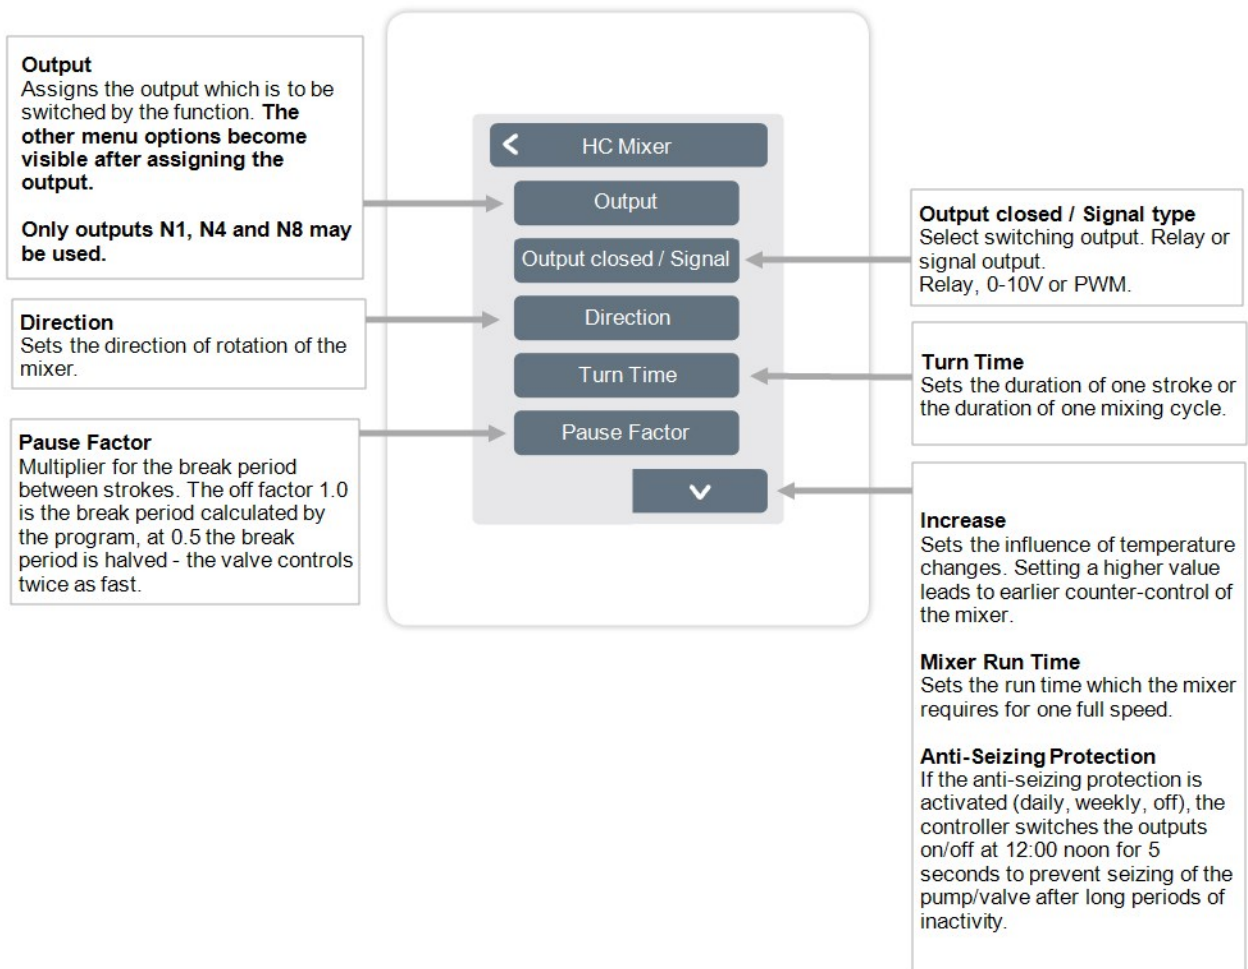 Output
Assigns the output which is to be
switched by the function. The
other menu options become
visible after assigning the
output.
Only outputs N1, N4 and N8 may
be used.
Direction
Sets the direction of rotation of the
mixer.
Pause Factor
Multiplier for the break period
between strokes. The off factor 1.0
is the break period calculated by
the program, at 0.5 the break
period is halved - the valve controls
twice as fast.
HC Mixer
Output
Output closed / Signal
Direction
Turn Time
Pause Factor
Output closed / Signal type
Select switching output. Relay or
signal output.
Relay, 0-10V or PWM.
Turn Time
Sets the duration of one stroke or
the duration of one mixing cycle.
Increase
Sets the influence of temperature
changes. Setting a higher value
leads to earlier counter-control of
the mixer.
Mixer Run Time
Sets the run time which the mixer
requires for one full speed.
Anti-Seizing Protection
If the anti-seizing protection is
activated (daily, weekly, off), the
controller switches the outputs
on/off at 12:00 noon for 5
seconds to prevent seizing of the
pump/valve after long periods of
inactivity.